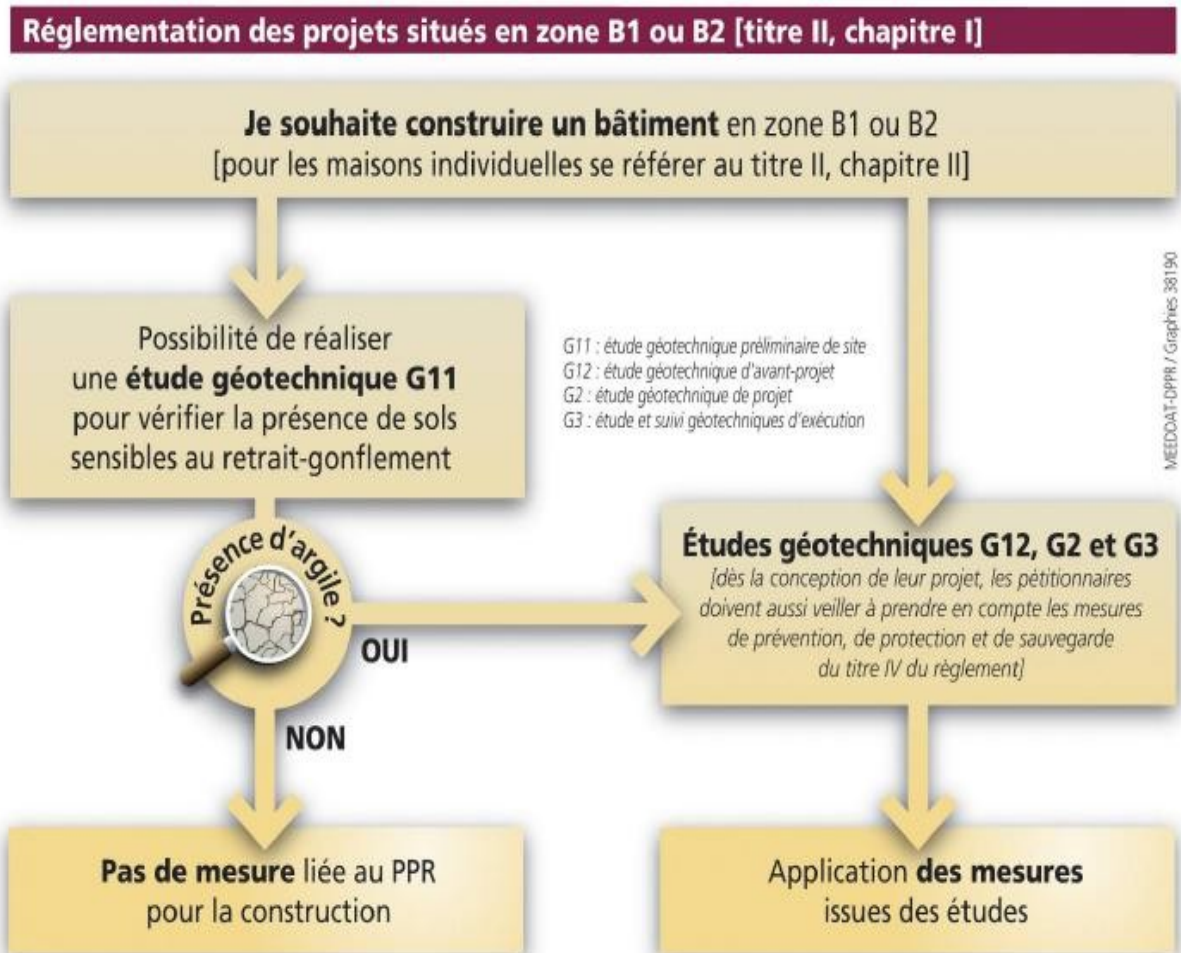 Réglementation des projets situés en zone B1 ou B2 [titre II, chapitre I]
Je souhaite construire un bâtiment en zone B1 ou B2
[pour les maisons individuelles se référer au titre II, chapitre II]
Possibilité de réaliser
une étude géotechnique G11
pour vérifier la présence de sols
sensibles au retrait-gonflement
G11 : étude géotechnique préliminaire de site
G12 : étude géotechnique d'avant-projet
G2 : étude géotechnique de projet
G3 : étude et suivi géotechniques d'exécution
MEEDDAT-DPPR / Graphies 38190
Présence d'argile ?
OUI
NON
Études géotechniques G12, G2 et G3
[dès la conception de leur projet, les pétitionnaires
doivent aussi veiller à prendre en compte les mesures
de prévention, de protection et de sauvegarde
du titre IV du règlement]
Pas de mesure liée au PPR
pour la construction
Application des mesures
issues des études